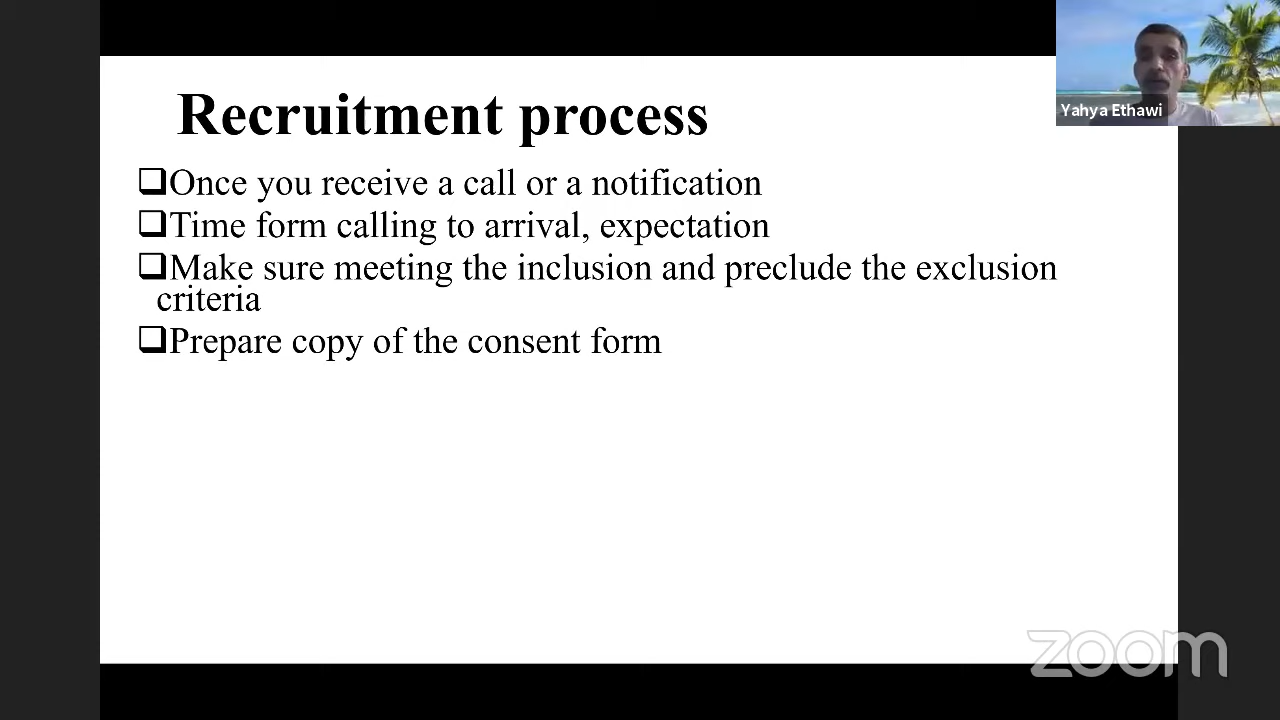 Recruitment process
❑Once you receive a call or a notification
❑Time form calling to arrival, expectation
❑Make sure meeting the inclusion and preclude the exclusion
criteria
❑Prepare copy of the consent form
Yahya Ethawi
zoom